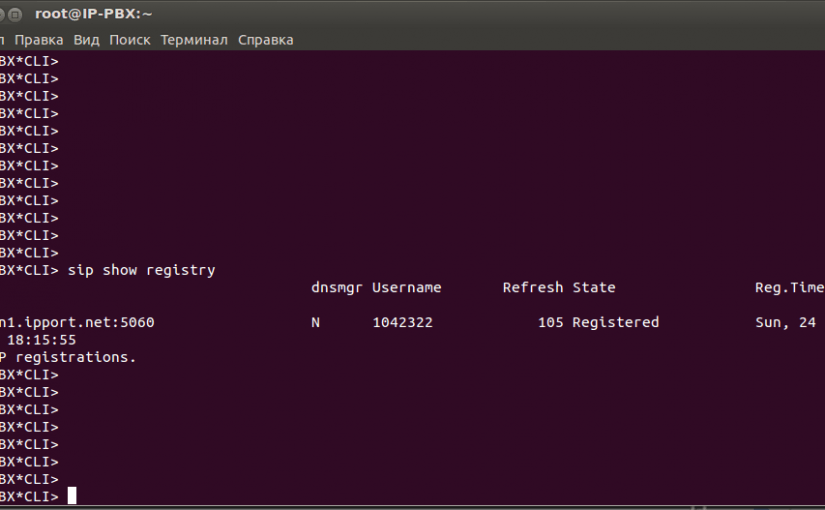 root@IP-PBX:~
л Правка Вид Поиск Терминал Справка
BX*CLI>
BX*CLI>
BX*CLI>
BX*CLI>
BX*CLI>
BX*CLI>
BX*CLI>
BX*CLI>
BX*CLI>
BX*CLI>
BX*CLI>
BX*CLI>
BX*CLI> sip show registry
dnsmgr Username Refresh State Reg.Time
n1.ipport.net:5060 N 1042322 105 Registered Sun, 24
18:15:55
P registrations.
BX*CLI>
BX*CLI>
BX*CLI>
BX*CLI>
BX*CLI>
BX*CLI>
BX*CLI>
BX*CLI>